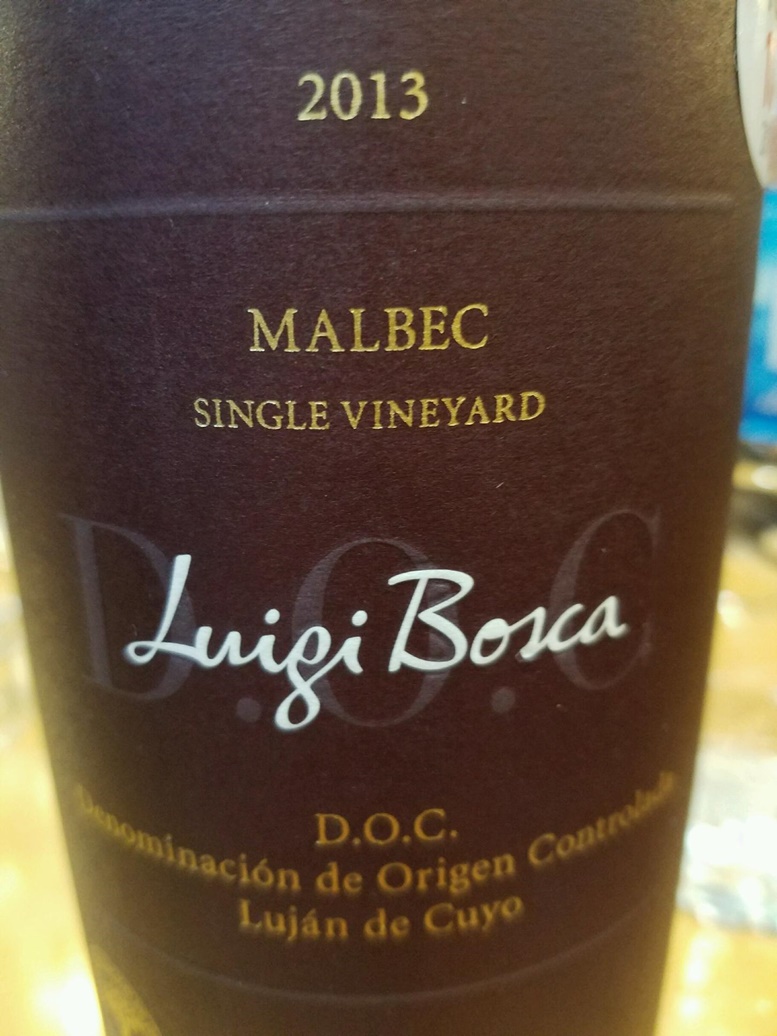 2013
MALBEC
SINGLE VINEYARD
D.O.C
Luigi Bosca
D.O.C.
Denominación de Origen Controlada
Luján de Cuyo